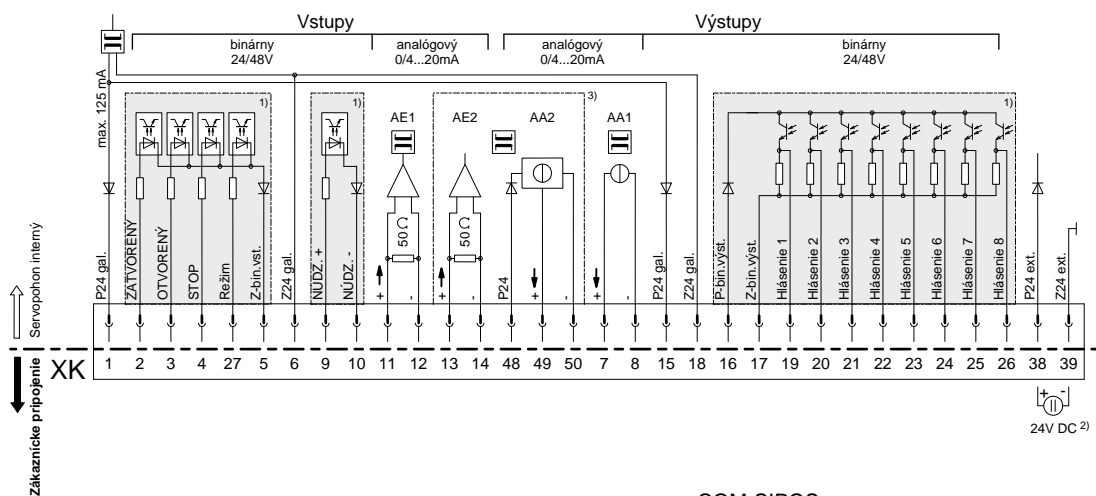 Vstupy
Výstupy
binárny
24/48V
analógový
0/4...20mA
analógový
0/4...20mA
binárny
24/48V
max. 125 mA
1)
1)
AE1
AE2
AA2
3)
AA1
1)
50 Ω
50 Ω
P24 gal.
ZATVORENÝ
OTVORENÝ
STOP
Režim
Z-bin.vst.
Z24 gal.
NÚDZ. +
NÚDZ. -
+
-
+
-
P24
+
-
+
-
P24 gal.
Z24 gal.
P-bin.výst.
Z-bin.výst.
Hlásenie 1
Hlásenie 2
Hlásenie 3
Hlásenie 4
Hlásenie 5
Hlásenie 6
Hlásenie 7
Hlásenie 8
P24 ext.
Z24 ext.
Servopohon interný
Zákaznícke pripojenie
XK
1 2 3 4 27 5 6 9 10 11 12 13 14 48 49 50 7 8 15 18 16 17 19 20 21 22 23 24 25 26 38 39
+ -
24V DC 2)